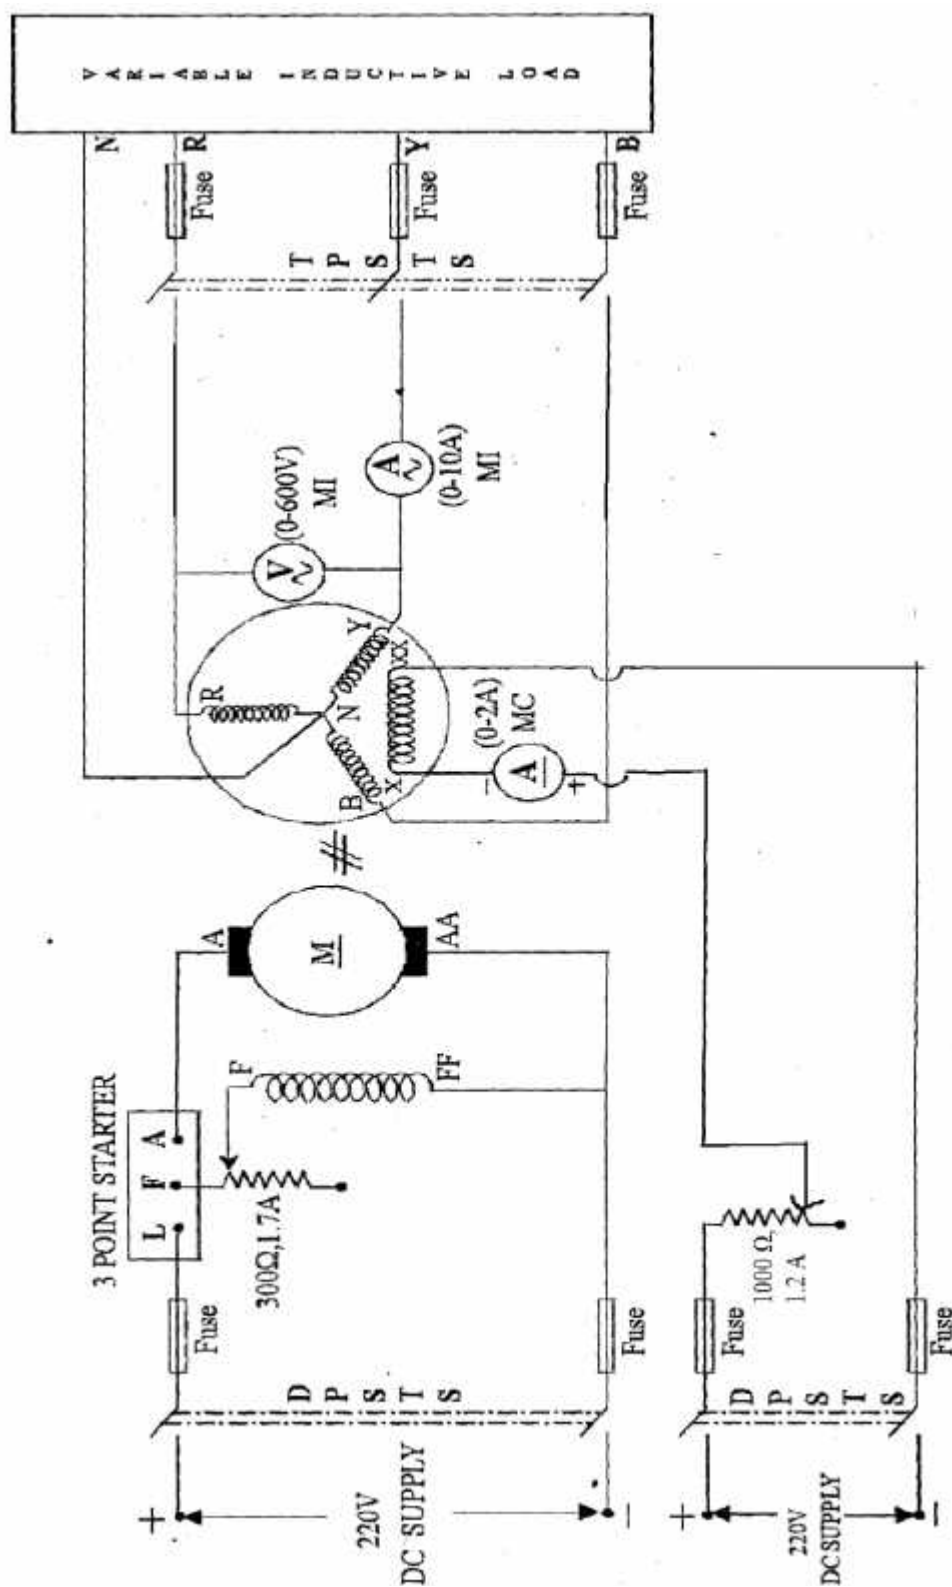 3 POINT STARTER
L F A
Fuse
300Ω,1.7A
F
FF
A
M
AA
+
220V
DC SUPPLY
−
D P S T S
Fuse
R
N
Y
B
X
XX
V
(0-600V)
MI
A
(0-10A)
MI
A
− +
(0-2A)
MC
T P S T S
N
R
Fuse
Y
Fuse
B
Fuse
VARIABLE INDUCTIVE LOAD
+
220V
DC SUPPLY
−
D P S T S
Fuse
Fuse
1000 Ω,
1.2 A